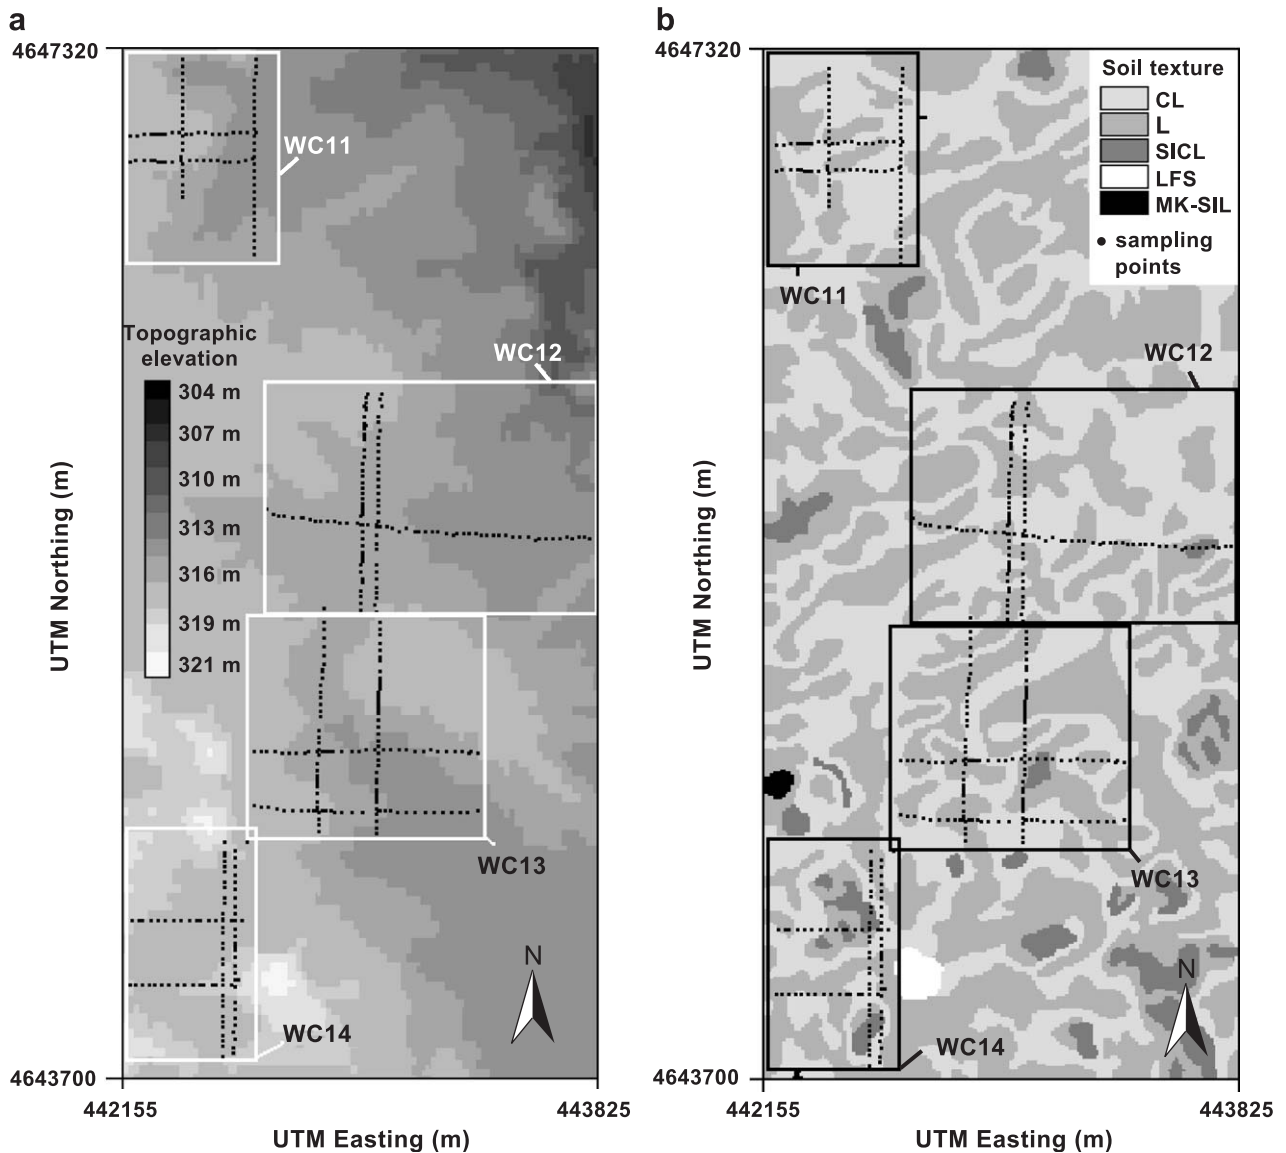 a
4647320
WC11
Topographic
elevation
304 m
307 m
310 m
313 m
316 m
319 m
321 m
WC12
WC13
WC14
N
UTM Northing (m)
4643700
442155
443825
UTM Easting (m)
b
4647320
Soil texture
CL
L
SICL
LFS
MK-SIL
sampling
points
WC11
WC12
WC13
WC14
N
UTM Northing (m)
4643700
442155
443825
UTM Easting (m)